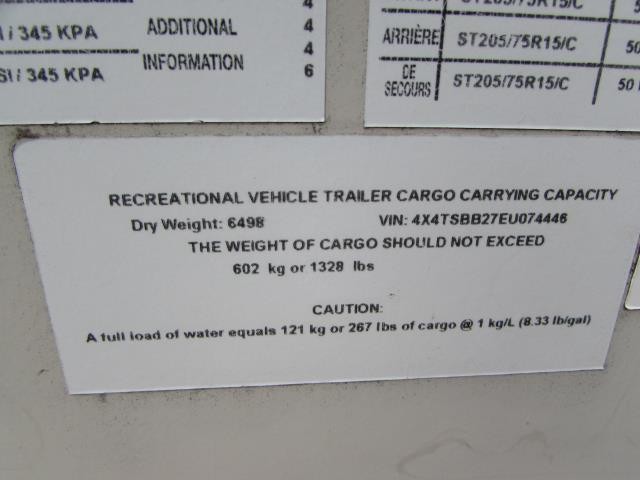 4
I / 345 KPA ADDITIONAL 4
4
SI / 345 KPA INFORMATION 6
ST205/75R15/C
ARRIÈRE ST205/75R15/C 50
DE SECOURS ST205/75R15/C 50
RECREATIONAL VEHICLE TRAILER CARGO CARRYING CAPACITY
Dry Weight: 6498 VIN: 4X4TSBB27EU074446
THE WEIGHT OF CARGO SHOULD NOT EXCEED
602 kg or 1328 lbs
CAUTION:
A full load of water equals 121 kg or 267 lbs of cargo @ 1 kg/L (8.33 lb/gal)